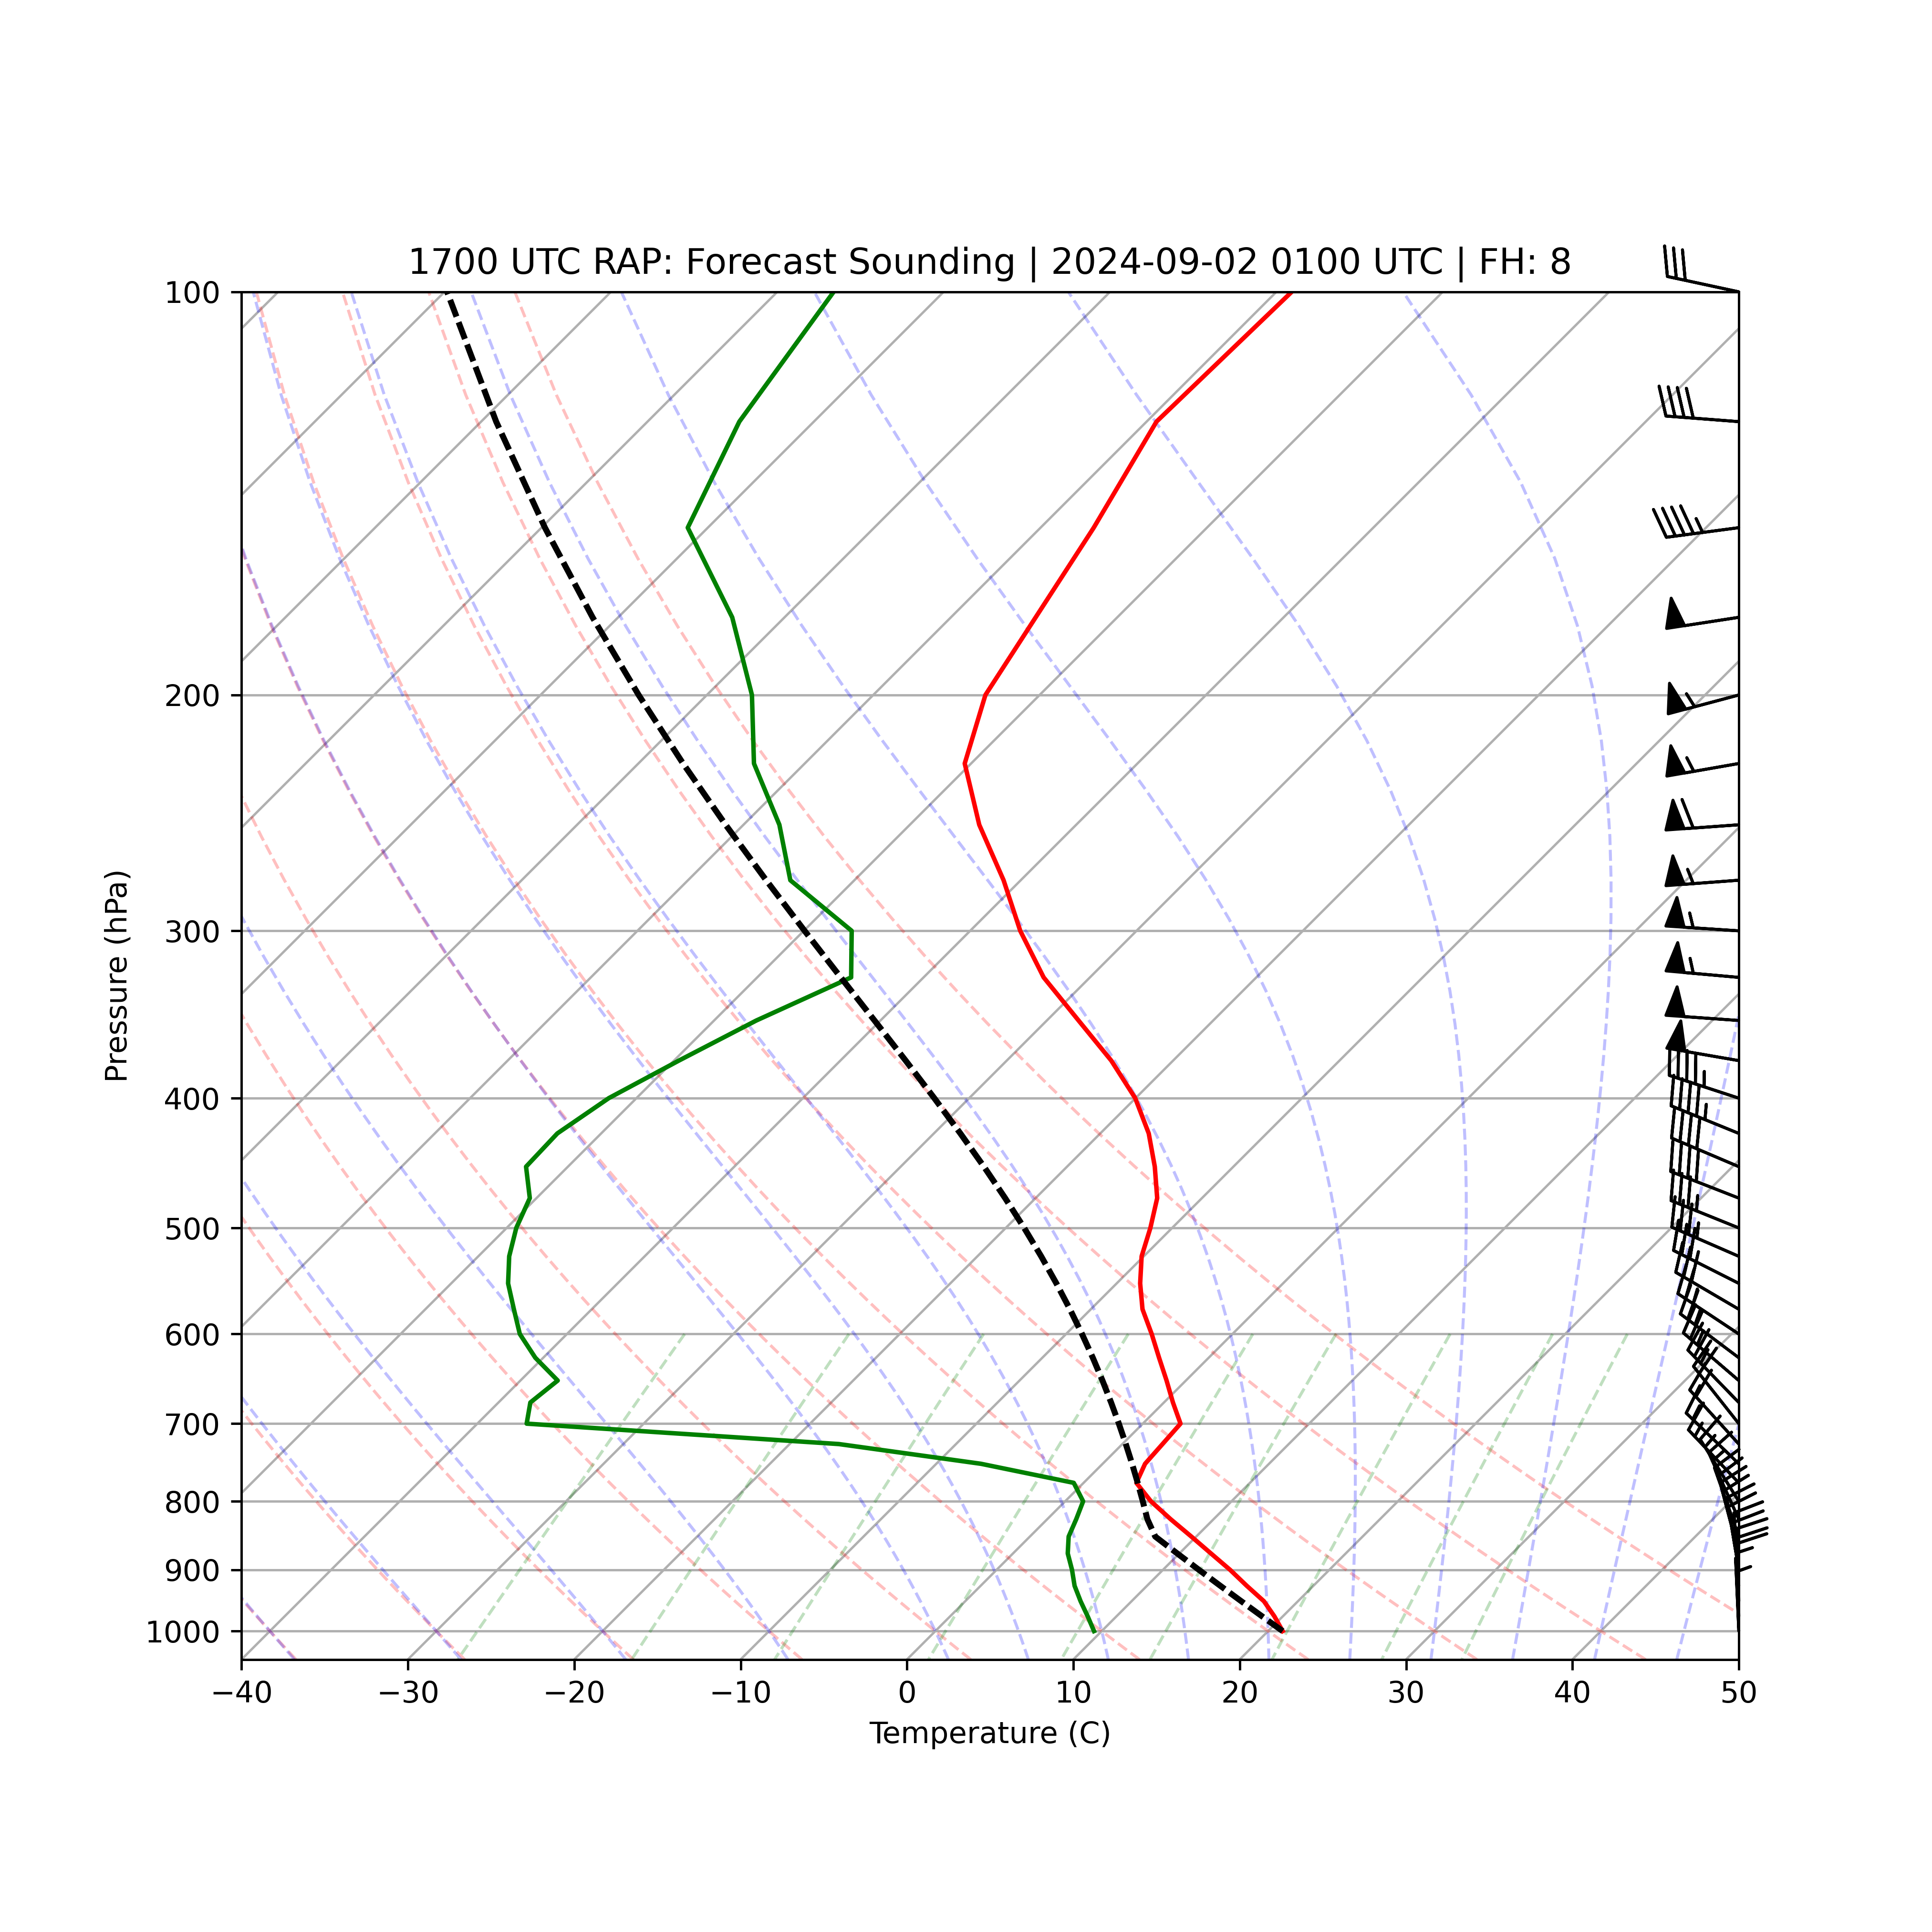 1700 UTC RAP: Forecast Sounding | 2024-09-02 0100 UTC | FH: 8
100
200
300
400
500
600
700
800
900
1000
Pressure (hPa)
−40 −30 −20 −10 0 10 20 30 40 50
Temperature (C)